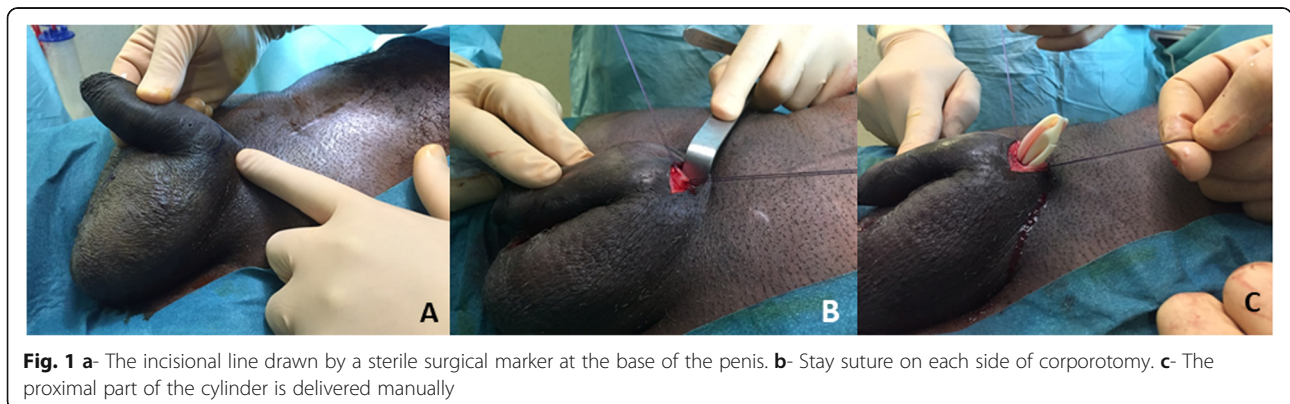 A
B
C
Fig. 1 a- The incisional line drawn by a sterile surgical marker at the base of the penis. b- Stay suture on each side of corporotomy. c- The
proximal part of the cylinder is delivered manually